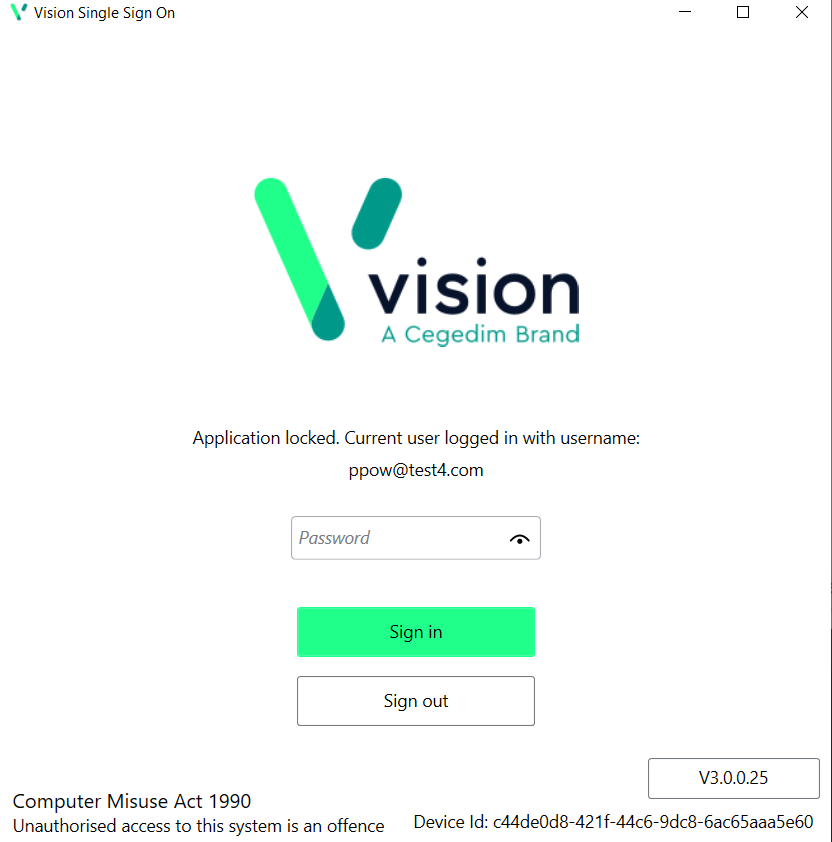 Vision Single Sign On
vision
A Cegedim Brand
Application locked. Current user logged in with username:
ppow@test4.com
Password
Sign in
Sign out
V3.0.0.25
Computer Misuse Act 1990
Unauthorised access to this system is an offence
Device Id: c44de0d8-421f-44c6-9dc8-6ac65aaa5e60